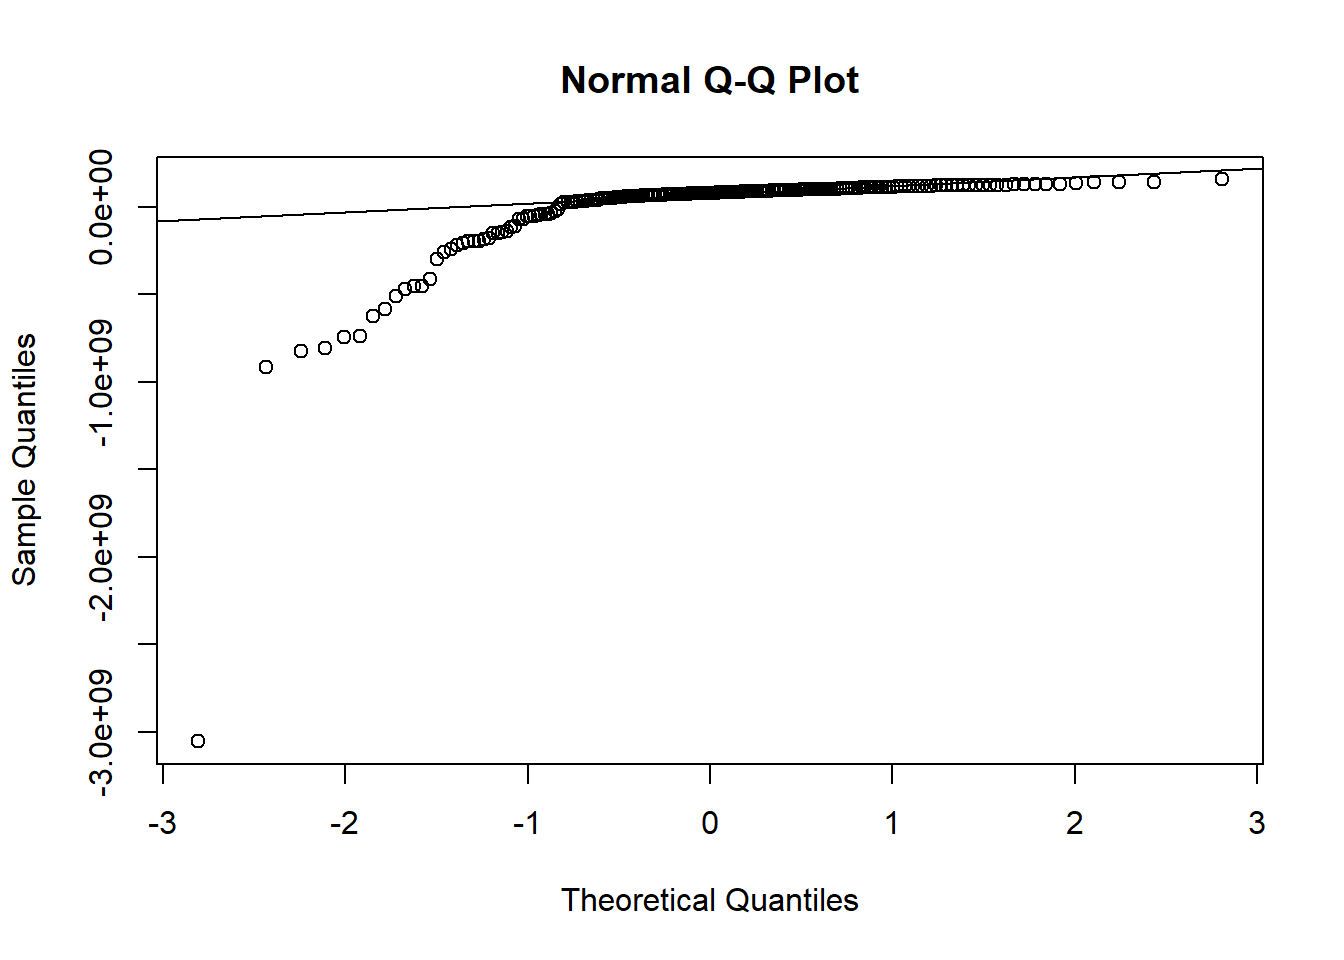 Normal Q-Q Plot
Sample Quantiles
0.0e+00
-1.0e+09
-2.0e+09
-3.0e+09
-3 -2 -1 0 1 2 3
Theoretical Quantiles